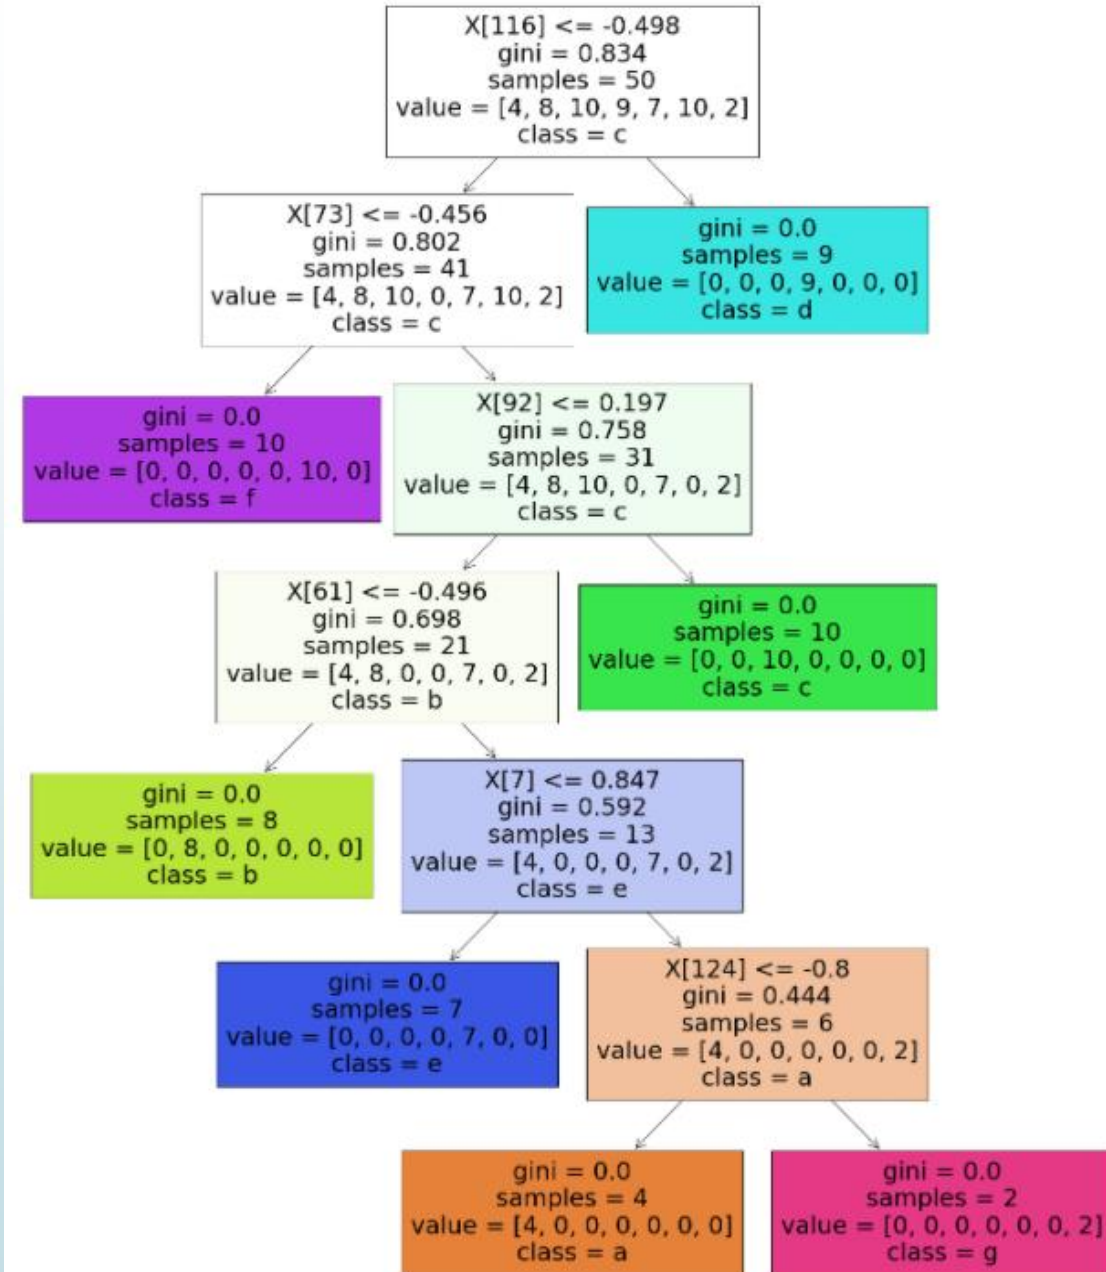 X[116] <= -0.498
gini = 0.834
samples = 50
value = [4, 8, 10, 9, 7, 10, 2]
class = c
X[73] <= -0.456
gini = 0.802
samples = 41
value = [4, 8, 10, 0, 7, 10, 2]
class = c
gini = 0.0
samples = 9
value = [0, 0, 0, 9, 0, 0, 0]
class = d
gini = 0.0
samples = 10
value = [0, 0, 0, 0, 0, 10, 0]
class = f
X[92] <= 0.197
gini = 0.758
samples = 31
value = [4, 8, 10, 0, 7, 0, 2]
class = c
X[61] <= -0.496
gini = 0.698
samples = 21
value = [4, 8, 0, 0, 7, 0, 2]
class = b
gini = 0.0
samples = 10
value = [0, 0, 10, 0, 0, 0, 0]
class = c
gini = 0.0
samples = 8
value = [0, 8, 0, 0, 0, 0, 0]
class = b
X[7] <= 0.847
gini = 0.592
samples = 13
value = [4, 0, 0, 0, 7, 0, 2]
class = e
gini = 0.0
samples = 7
value = [0, 0, 0, 0, 7, 0, 0]
class = e
X[124] <= -0.8
gini = 0.444
samples = 6
value = [4, 0, 0, 0, 0, 0, 2]
class = a
gini = 0.0
samples = 4
value = [4, 0, 0, 0, 0, 0, 0]
class = a
gini = 0.0
samples = 2
value = [0, 0, 0, 0, 0, 0, 2]
class = g